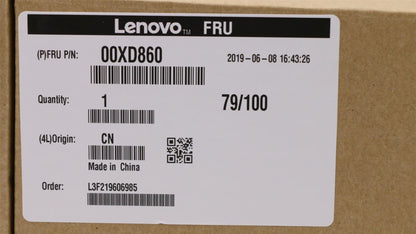 Lenovo™ FRU
(P)FRU P/N: 00XD860 2019-06-08 16:43:26
Quantity: 1 79/100
(4L)Origin: CN
Made in China
Order: L3F219606985